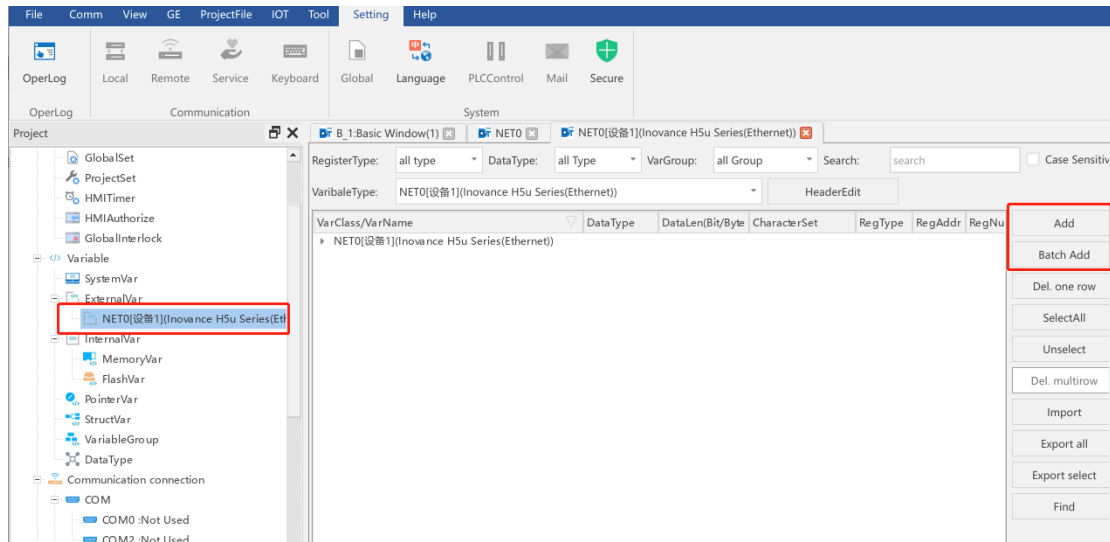 File Comm View GE ProjectFile IOT Tool Setting Help
OperLog Local Remote Service Keyboard Global Language PLCControl Mail Secure
OperLog Communication System
Project
B_1:Basic Window(1) NET0 NET0[设备1](Inovance H5u Series(Ethernet))
GlobalSet
ProjectSet
HMITimer
HMIAuthorize
GlobalInterlock
Variable
SystemVar
ExternalVar
NET0[设备1](Inovance H5u Series(Eth
InternalVar
MemoryVar
FlashVar
PointerVar
StructVar
VariableGroup
DataType
Communication connection
COM
COM0 :Not Used
COM2 :Not Used
RegisterType: all type DataType: all Type VarGroup: all Group Search: search Case Sensitiv
VaribaleType: NET0[设备1](Inovance H5u Series(Ethernet)) HeaderEdit
VarClass/VarName DataType DataLen(Bit/Byte CharacterSet RegType RegAddr RegNu
NET0[设备1](Inovance H5u Series(Ethernet))
Add
Batch Add
Del. one row
SelectAll
Unselect
Del. multirow
Import
Export all
Export select
Find